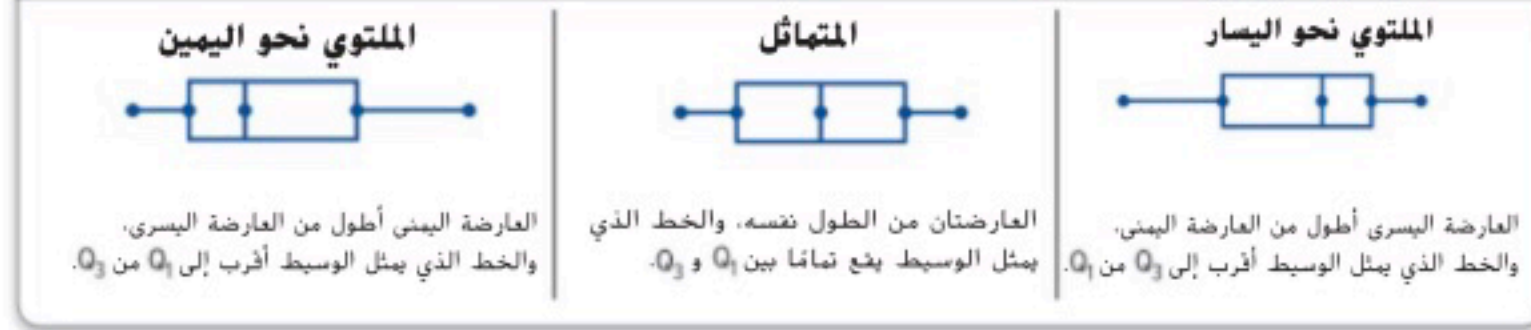 الملتوي نحو اليسار
العارضة اليسرى أطول من العارضة اليمنى،
والخط الذي يمثل الوسيط أقرب إلى Q3 من Q1.
المتماثل
العارضتان من الطول نفسه، والخط الذي
يمثل الوسيط يقع تمامًا بين Q1 و Q3.
الملتوي نحو اليمين
العارضة اليمنى أطول من العارضة اليسرى،
والخط الذي يمثل الوسيط أقرب إلى Q1 من Q3.